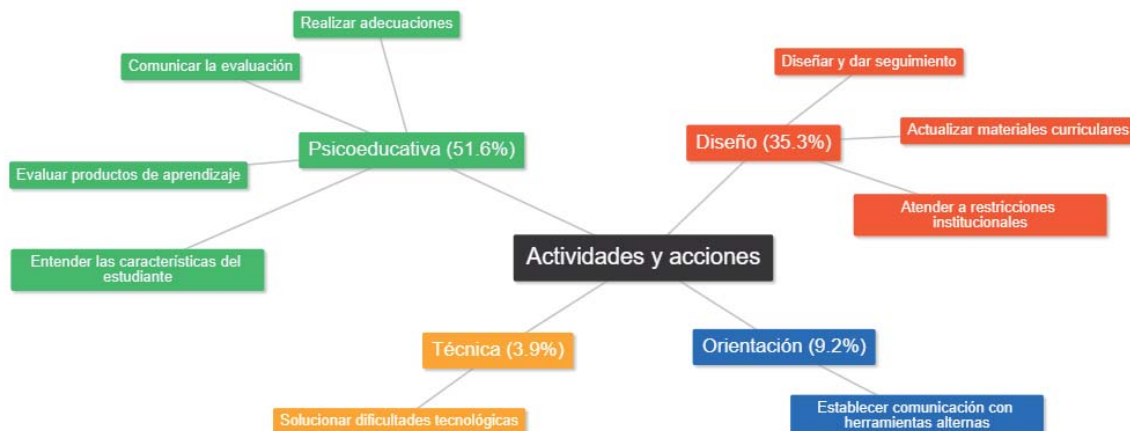 Realizar adecuaciones
Comunicar la evaluación
Psicoeducativa (51.6%)
Evaluar productos de aprendizaje
Entender las características del
estudiante
Diseñar y dar seguimiento
Diseño (35.3%)
Actualizar materiales curriculares
Atender a restricciones
institucionales
Actividades y acciones
Técnica (3.9%)
Solucionar dificultades tecnológicas
Orientación (9.2%)
Establecer comunicación con
herramientas alternas